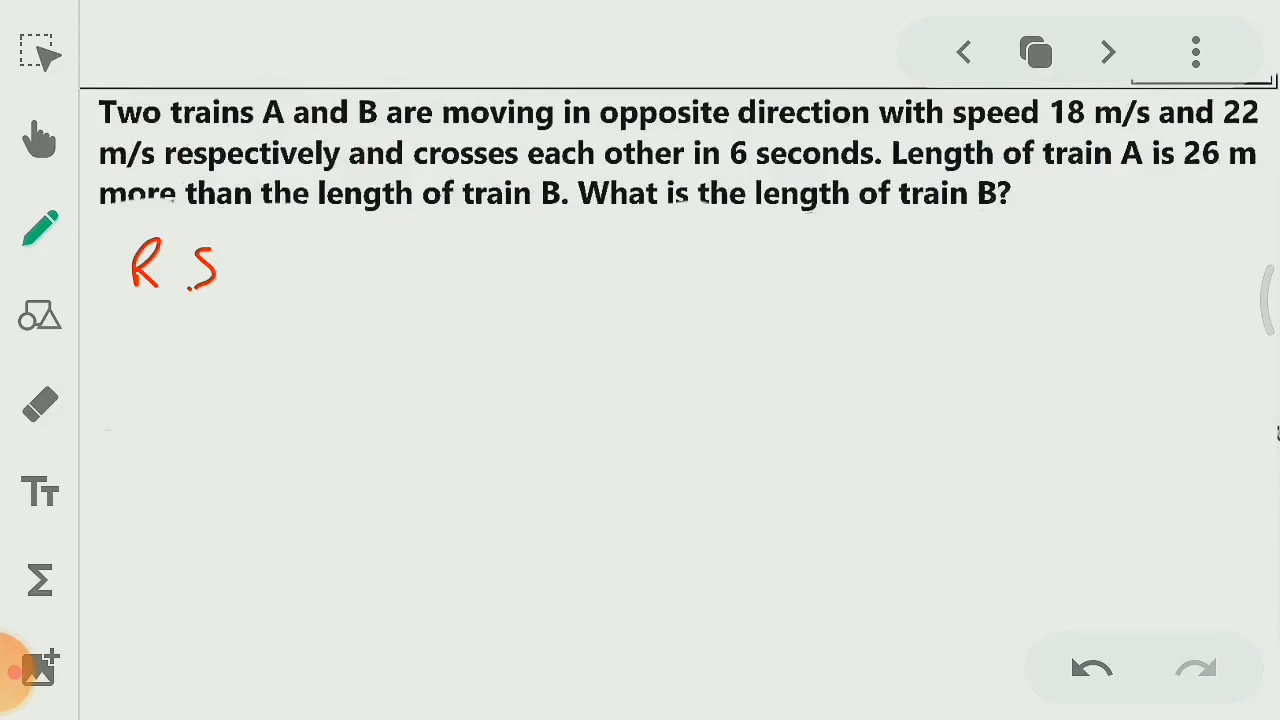 Two trains A and B are moving in opposite direction with speed 18 m/s and 22
m/s respectively and crosses each other in 6 seconds. Length of train A is 26 m
more than the length of train B. What is the length of train B?
R.S
TT
Σ